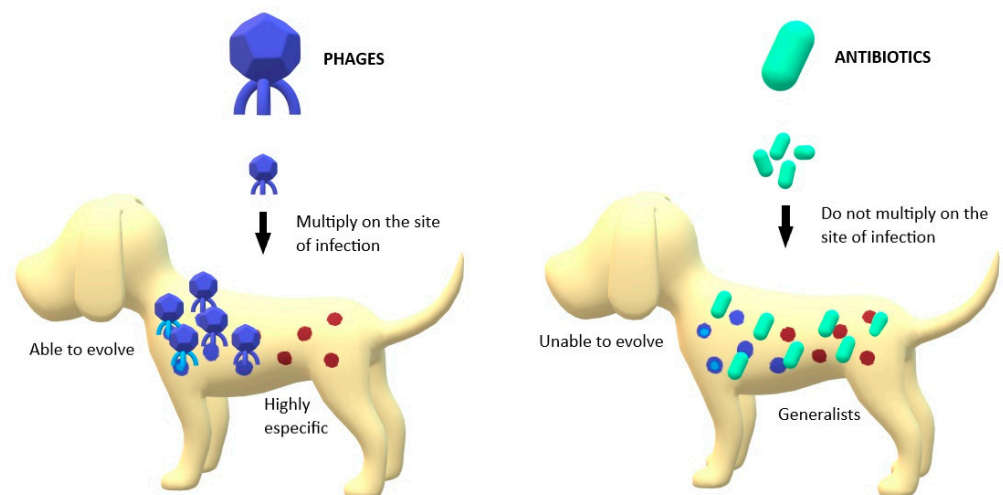 PHAGES
Multiply on the site
of infection
Able to evolve
Highly
especific
ANTIBIOTICS
Do not multiply on the
site of infection
Unable to evolve
Generalists